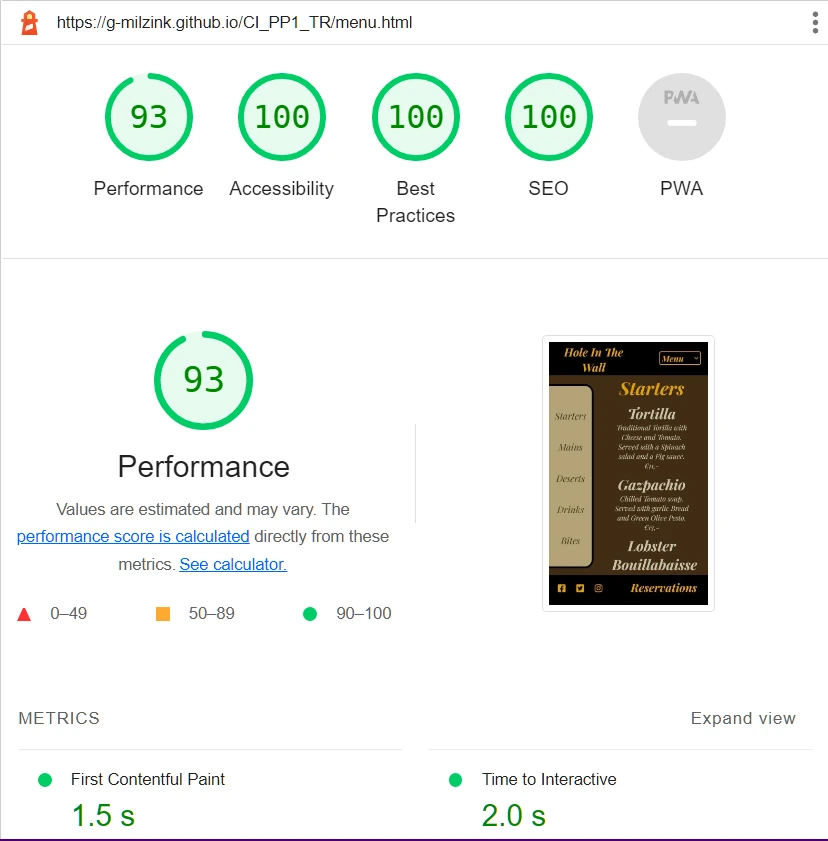 https://g-milzink.github.io/CI_PP1_TR/menu.html
93
100
100
100
PWA
Performance
Accessibility
Best
Practices
SEO
PWA
93
Performance
Values are estimated and may vary. The
performance score is calculated directly from these
metrics. See calculator.
0–49
50–89
90–100
Hole In The
Wall
Menu
Starters
Mains
Deserts
Drinks
Bites
Starters
Tortilla
Traditional Torilla with
Cheese and Tomato.
Served with a Spinach
salad and a Fig sauce.
€11,-
Gazpachio
Chilled Tomato soup.
Served with garlic Bread
and Green Olive Pesto.
€13,-
Lobster
Bouillabaisse
Reservations
METRICS
Expand view
First Contentful Paint
1.5 s
Time to Interactive
2.0 s